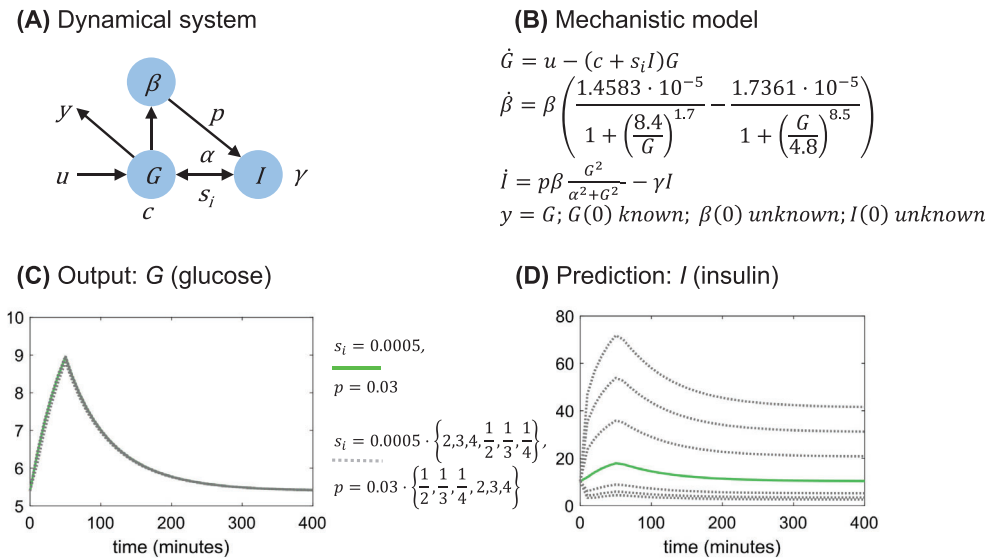 (A) Dynamical system
β
y
p
α
u
G
I
γ
s_i
c
(B) Mechanistic model
Ġ = u − (c + s_i I)G
β̇ = β ( 1.4583 · 10^−5 / (1 + (8.4/G)^1.7) − 1.7361 · 10^−5 / (1 + (G/4.8)^8.5) )
İ = pβ G^2/(α^2+G^2) - − γI
y = G; G(0) known; β(0) unknown; I(0) unknown
(C) Output: G (glucose)
10
9
8
7
6
5
0 100 200 300 400
time (minutes)
s_i = 0.0005,
p = 0.03
s_i = 0.0005 · {2,3,4, 1/2, 1/3, 1/4},
p = 0.03 · {1/2, 1/3, 1/4, 2,3,4}
(D) Prediction: I (insulin)
80
60
40
20
0
0 100 200 300 400
time (minutes)